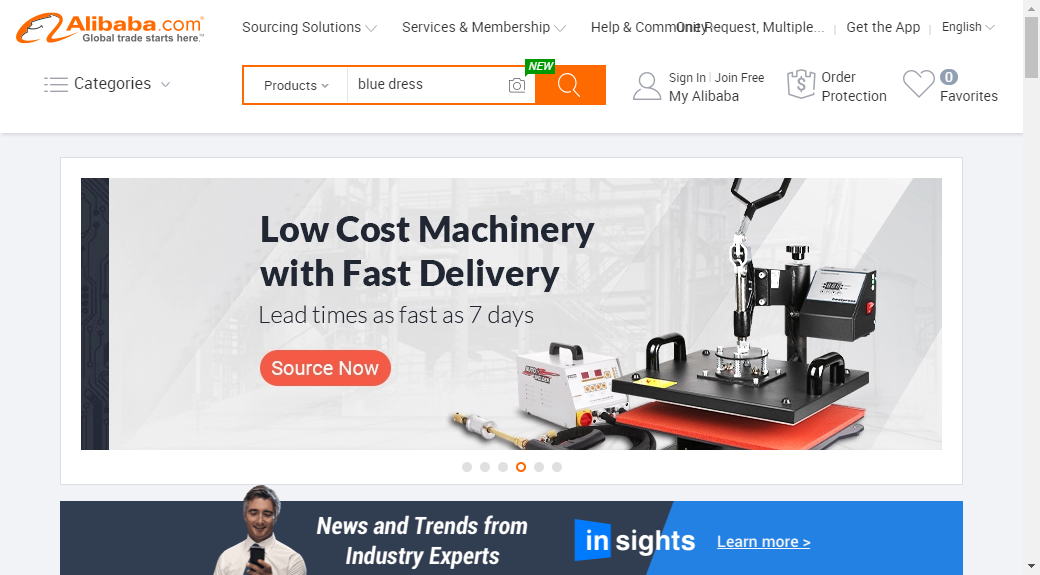 Alibaba.com
Global trade starts here.™
Sourcing Solutions
Services & Membership
Help & Community
One Request, Multiple...
Get the App
English
Categories
Products
blue dress
NEW
Sign In
Join Free
My Alibaba
Order
Protection
0
Favorites
Low Cost Machinery
with Fast Delivery
Lead times as fast as 7 days
Source Now
News and Trends from
Industry Experts
in sights
Learn more >